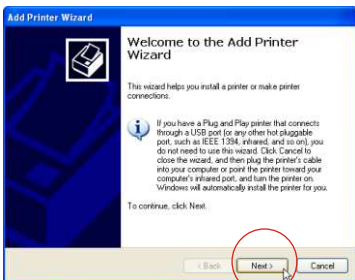 Add Printer Wizard
Welcome to the Add Printer
Wizard
This wizard helps you install a printer or make printer
connections.
If you have a Plug and Play printer that connects
through a USB port (or any other hot pluggable
port, such as IEEE 1394, infrared, and so on), you
do not need to use this wizard. Click Cancel to
close the wizard, and then plug the printer's cable
into your computer or point the printer toward your
computer's infrared port, and turn the printer on.
Windows will automatically install the printer for you.
To continue, click Next.
< Back
Next >
Cancel